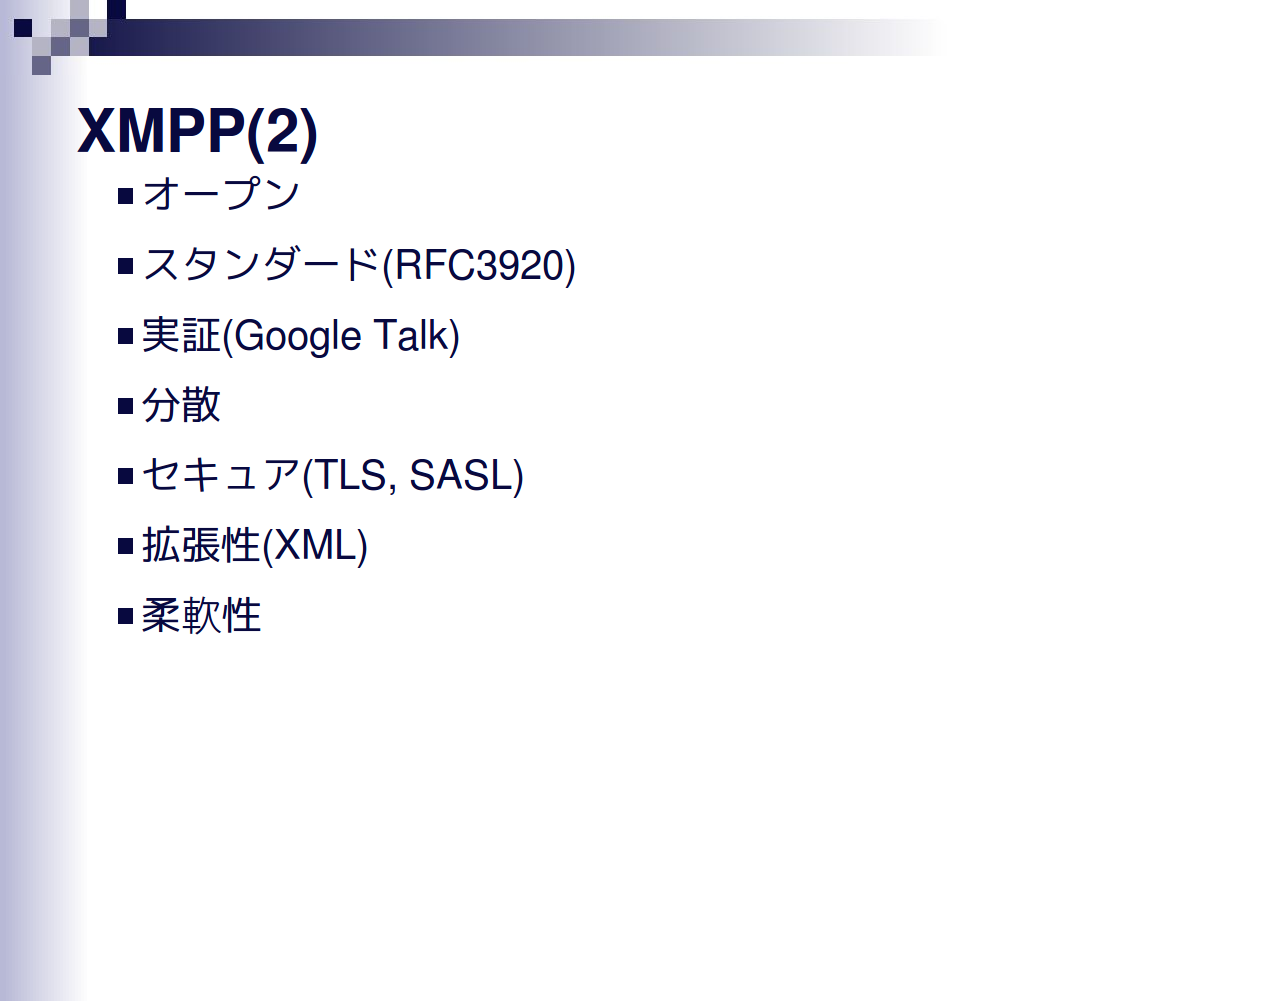 XMPP(2)
オープン
スタンダード(RFC3920)
実証(Google Talk)
分散
セキュア(TLS, SASL)
拡張性(XML)
柔軟性